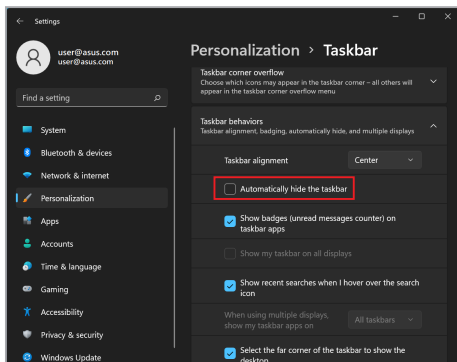 Settings
user@asus.com
user@asus.com
Find a setting
System
Bluetooth & devices
Network & internet
Personalization
Apps
Accounts
Time & language
Gaming
Accessibility
Privacy & security
Windows Update
Personalization > Taskbar
Taskbar corner overflow
Choose which icons may appear in the taskbar corner – all others will
appear in the taskbar corner overflow menu
Taskbar behaviors
Taskbar alignment, badging, automatically hide, and multiple displays
Taskbar alignment
Center
Automatically hide the taskbar
Show badges (unread messages counter) on
taskbar apps
Show my taskbar on all displays
Show recent searches when I hover over the search
icon
When using multiple displays,
show my taskbar apps on
All taskbars
Select the far corner of the taskbar to show the
desktop